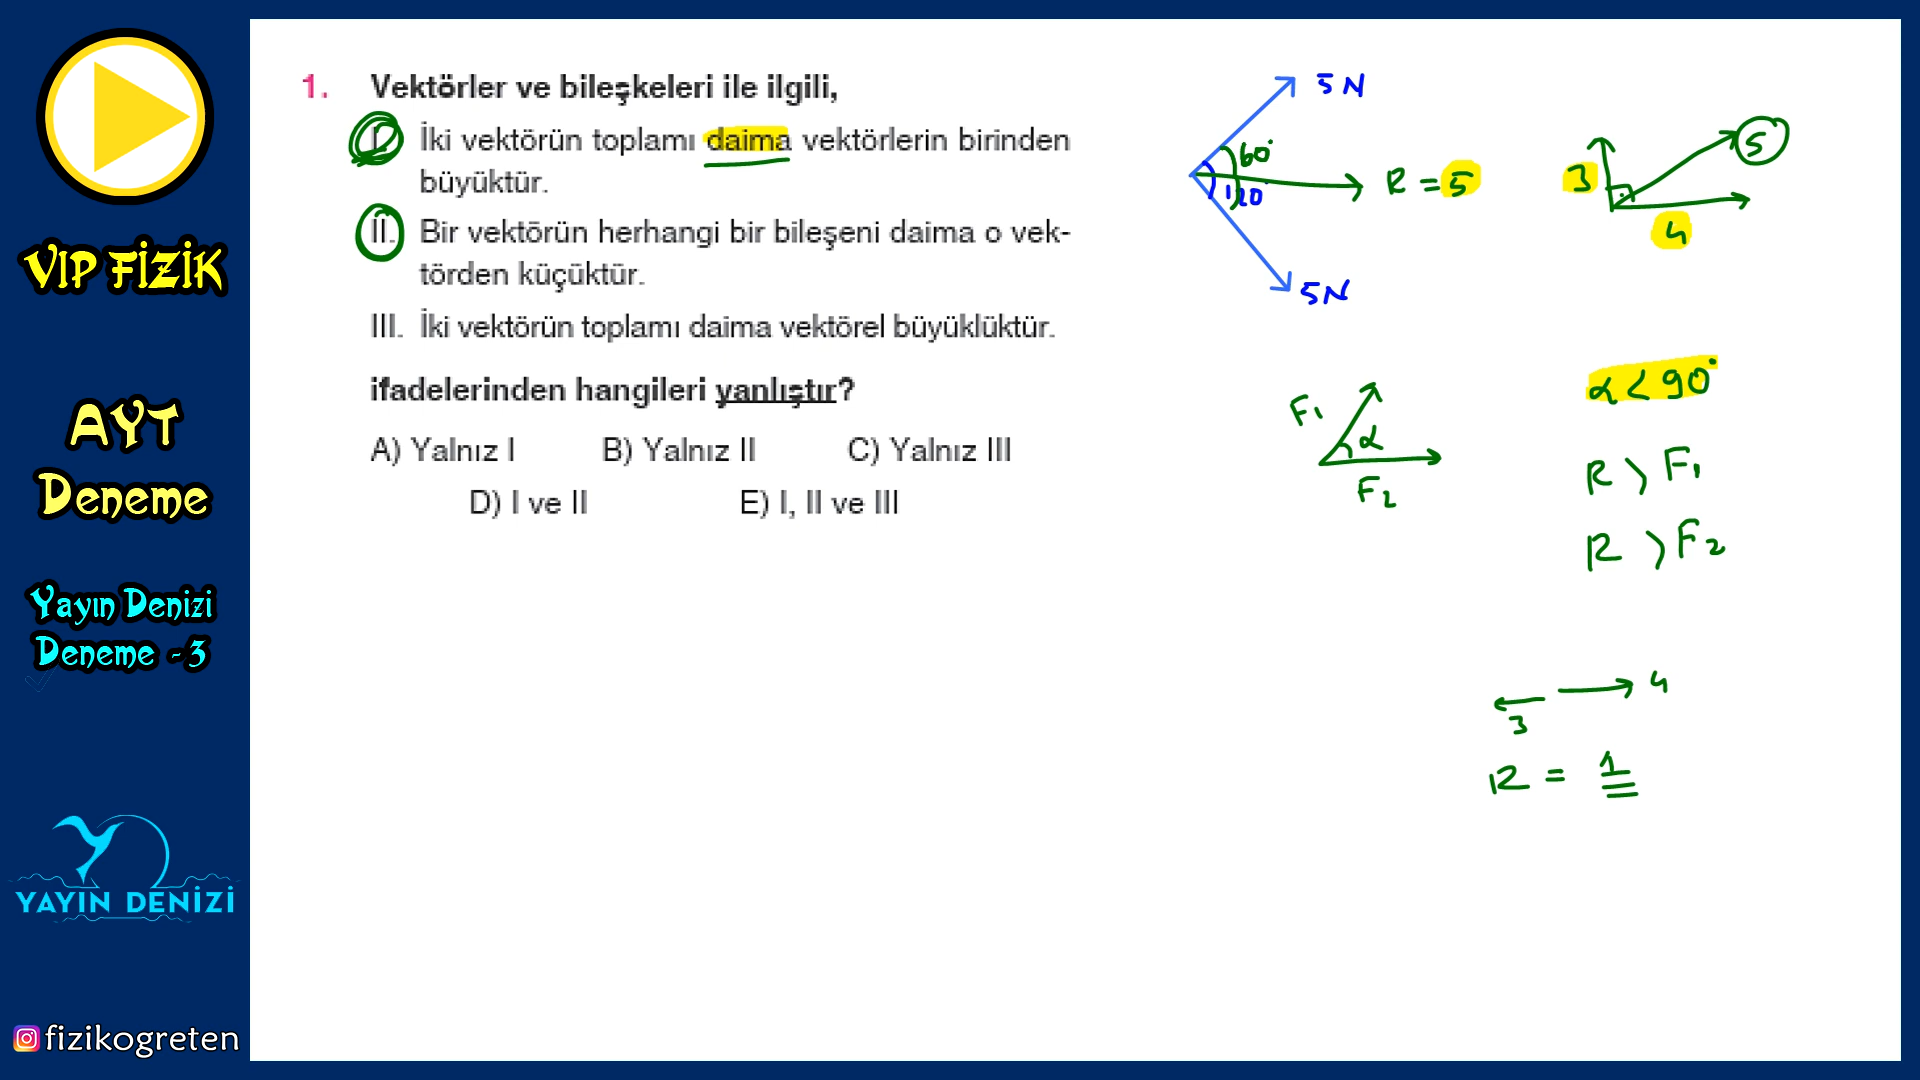 VIP FİZİK
AYT
Deneme
Yayın Denizi
Deneme - 3
YAYIN DENİZİ
fizikogreten
1. Vektörler ve bileşkeleri ile ilgili,
I. İki vektörün toplamı daima vektörlerin birinden
büyüktür.
II. Bir vektörün herhangi bir bileşeni daima o vek-
törden küçüktür.
III. İki vektörün toplamı daima vektörel büyüklüktür.
ifadelerinden hangileri yanlıştır?
A) Yalnız I B) Yalnız II C) Yalnız III
D) I ve II E) I, II ve III
5 N
60°
120°
R = 5
5N
3
5
4
F1
α
F2
α < 90°
R > F1
R > F2
4
3
R = 1